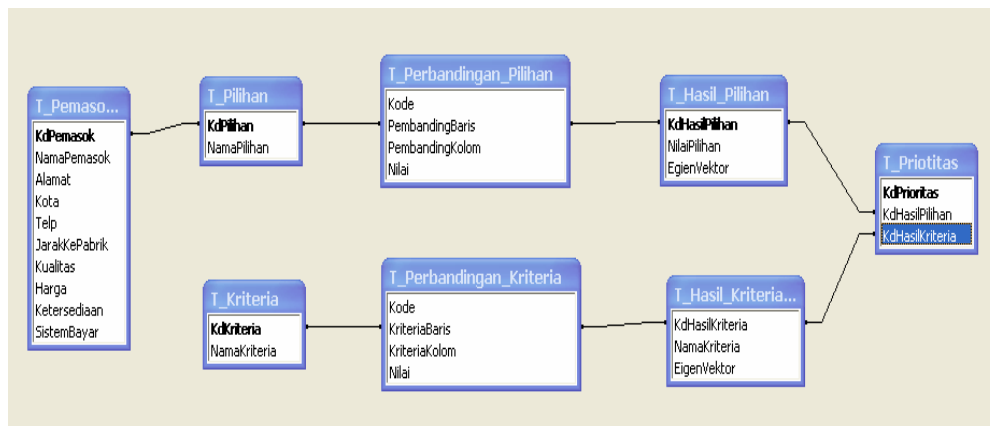 T_Pemaso...
KdPemasok
NamaPemasok
Alamat
Kota
Telp
JarakKePabrik
Kualitas
Harga
Ketersediaan
SistemBayar
T_Pilihan
KdPilihan
NamaPilihan
T_Perbandingan_Pilihan
Kode
PembandingBaris
PembandingKolom
Nilai
T_Hasil_Pilihan
KdHasilPilihan
NilaiPilihan
EgienVektor
T_Priotitas
KdPrioritas
KdHasilPilihan
KdHasilKriteria
T_Kriteria
KdKriteria
NamaKriteria
T_Perbandingan_Kriteria
Kode
KriteriaBaris
KriteriaKolom
Nilai
T_Hasil_Kriteria...
KdHasilKriteria
NamaKriteria
EigenVektor